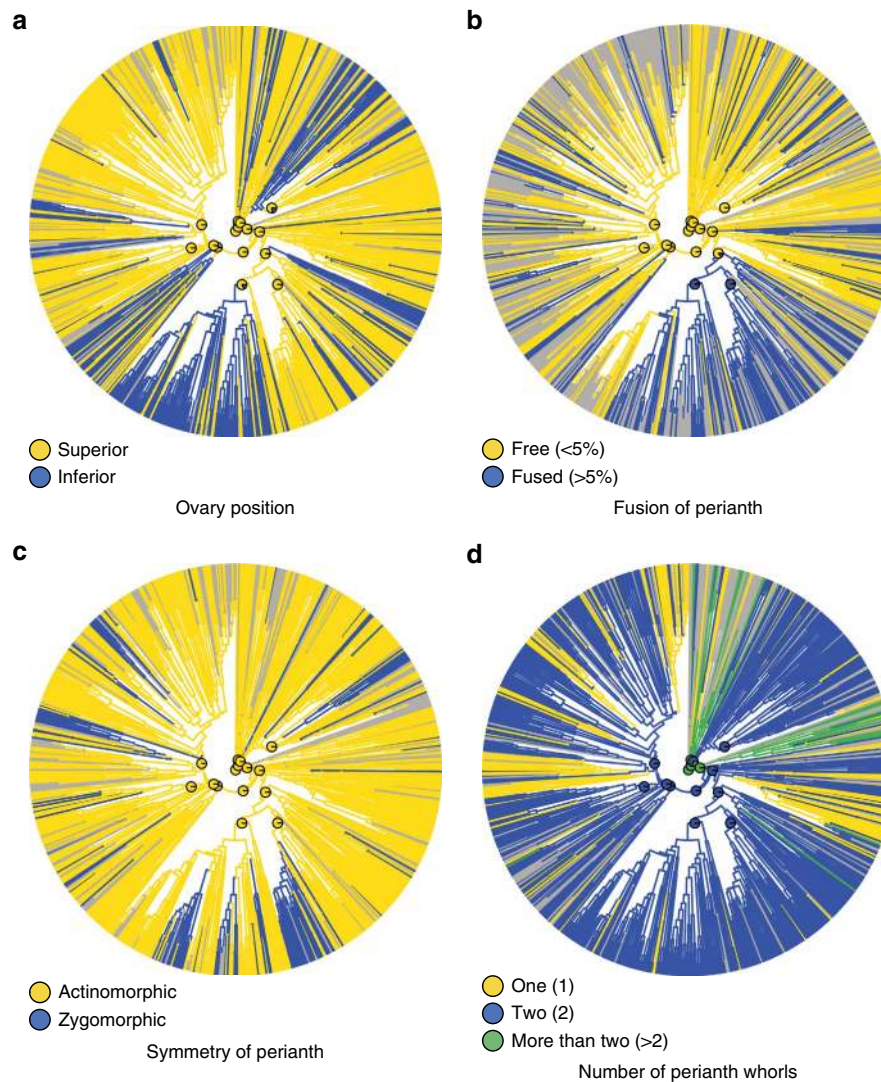 a
b
Superior
Inferior
Ovary position
Free (<5%)
Fused (>5%)
Fusion of perianth
c
d
Actinomorphic
Zygomorphic
Symmetry of perianth
One (1)
Two (2)
More than two (>2)
Number of perianth whorls